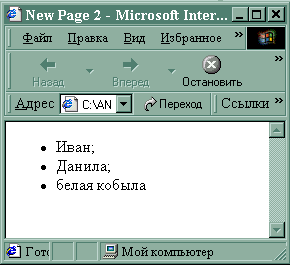 New Page 2 - Microsoft Inter...
Файл Правка Вид Избранное »
Назад Вперед Остановить »
Адрес C:\AN Переход Ссылки »
Иван;
Данила;
белая кобыла
Гото Мой компьютер